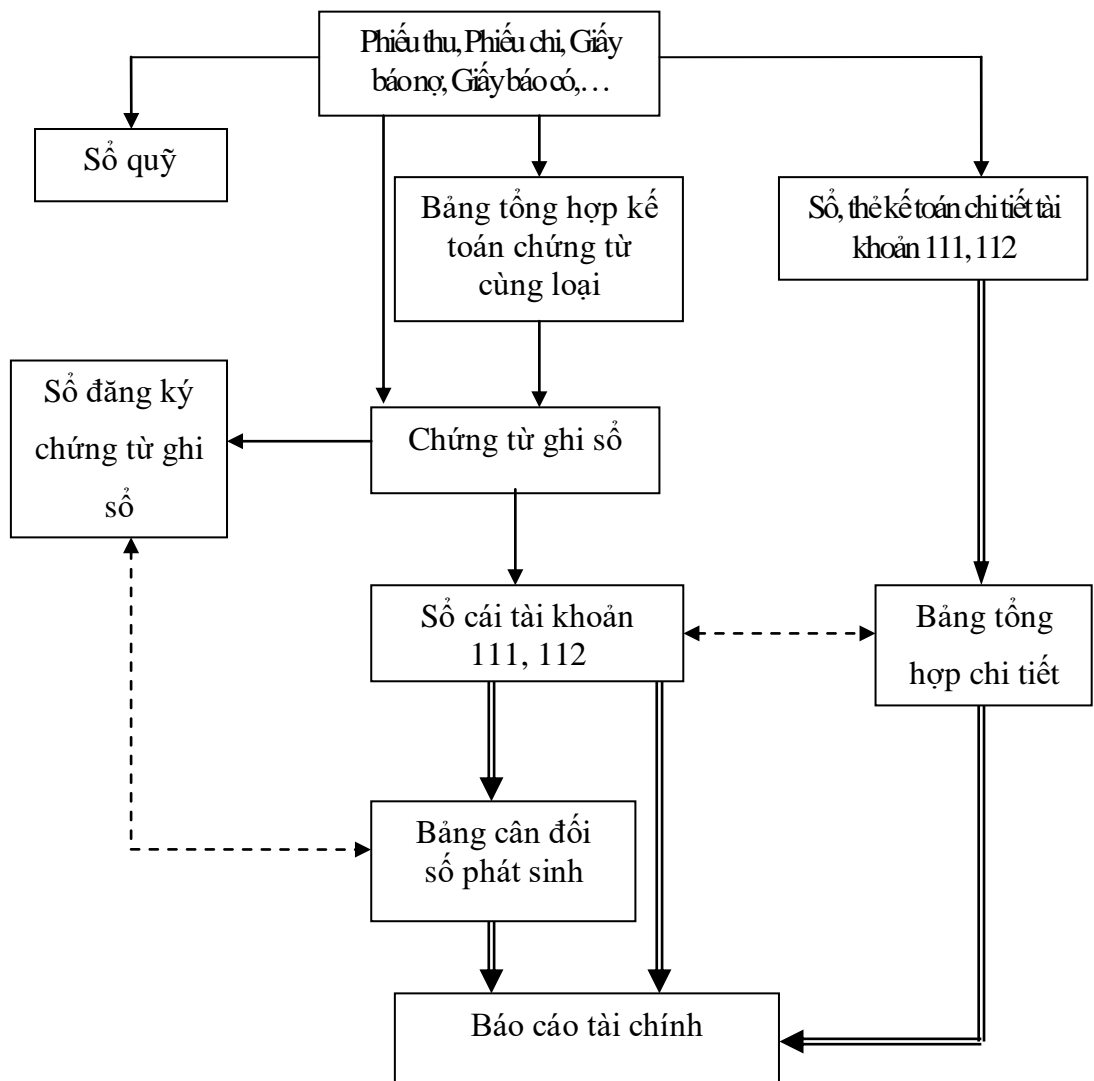 Phiếu thu, Phiếu chi, Giấy
báo nợ, Giấy báo có,…
Sổ quỹ
Bảng tổng hợp kế
toán chứng từ
cùng loại
Sổ, thẻ kế toán chi tiết tài
khoản 111, 112
Sổ đăng ký
chứng từ ghi
sổ
Chứng từ ghi sổ
Sổ cái tài khoản
111, 112
Bảng tổng
hợp chi tiết
Bảng cân đối
số phát sinh
Báo cáo tài chính